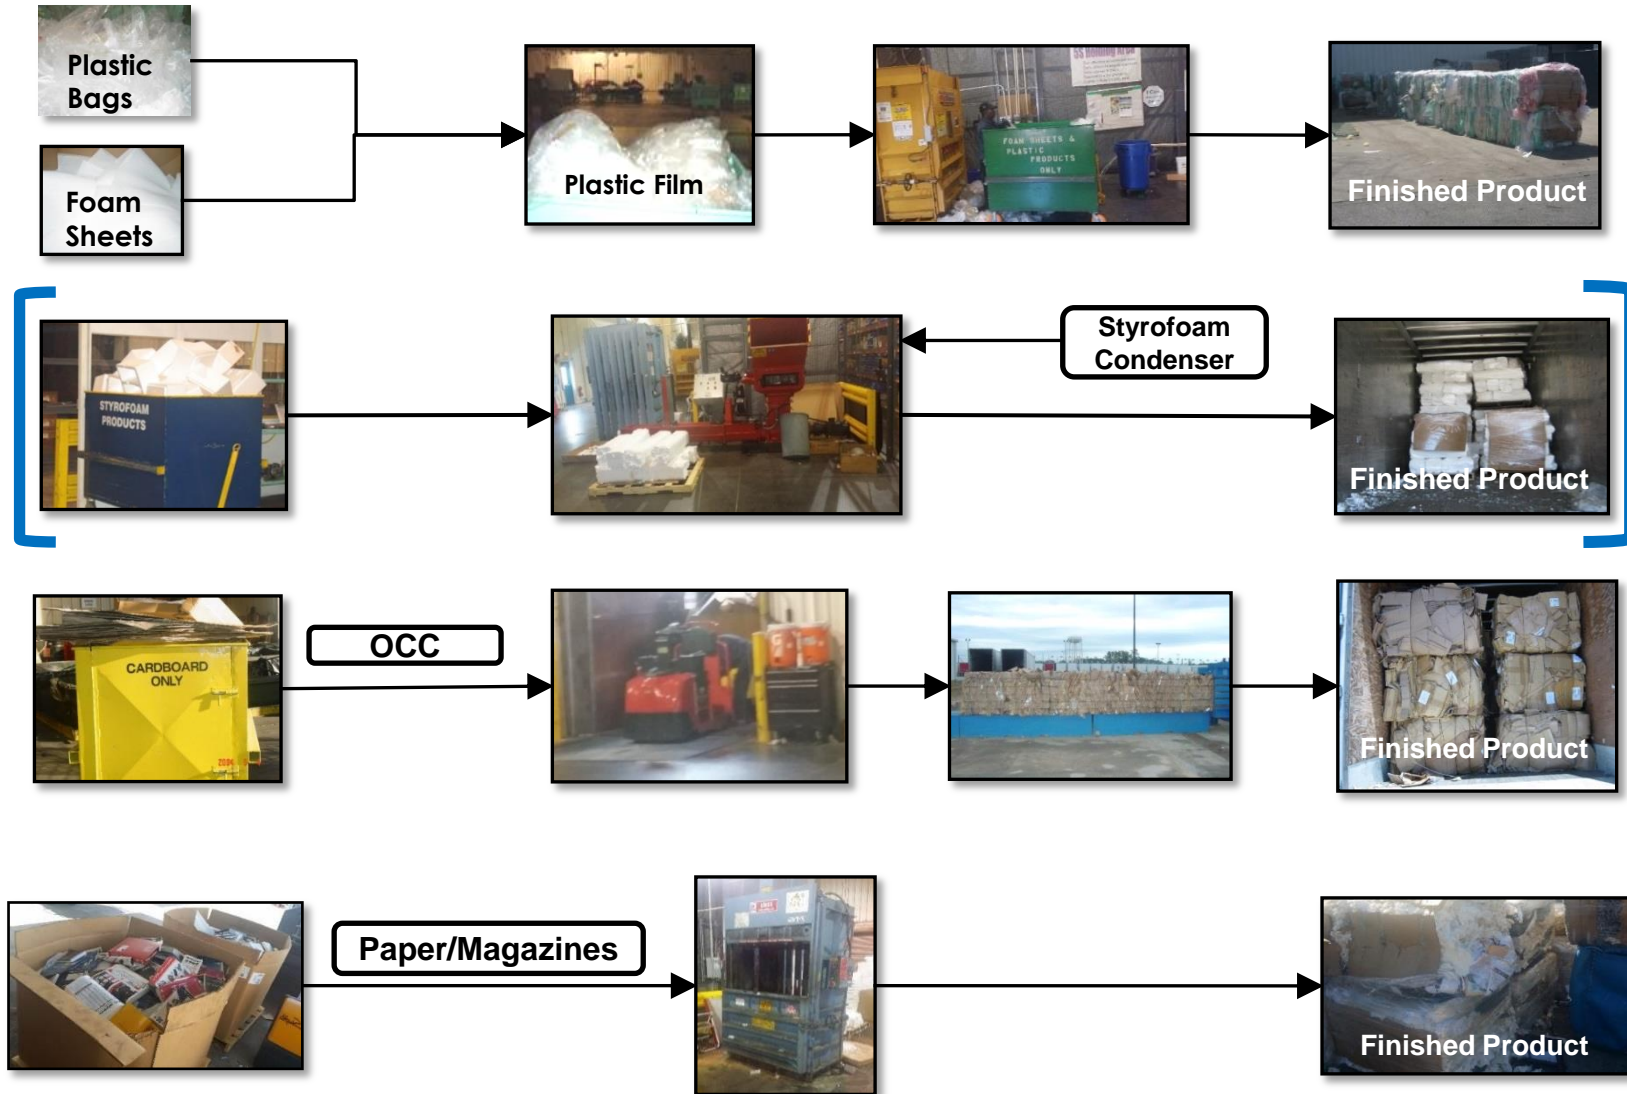 Plastic
Bags
Foam
Sheets
Plastic Film
FOAM SHEETS &
PLASTIC
PRODUCTS
ONLY
Finished Product
STYROFOAM
PRODUCTS
Styrofoam
Condenser
Finished Product
CARDBOARD
ONLY
OCC
Finished Product
Paper/Magazines
Finished Product